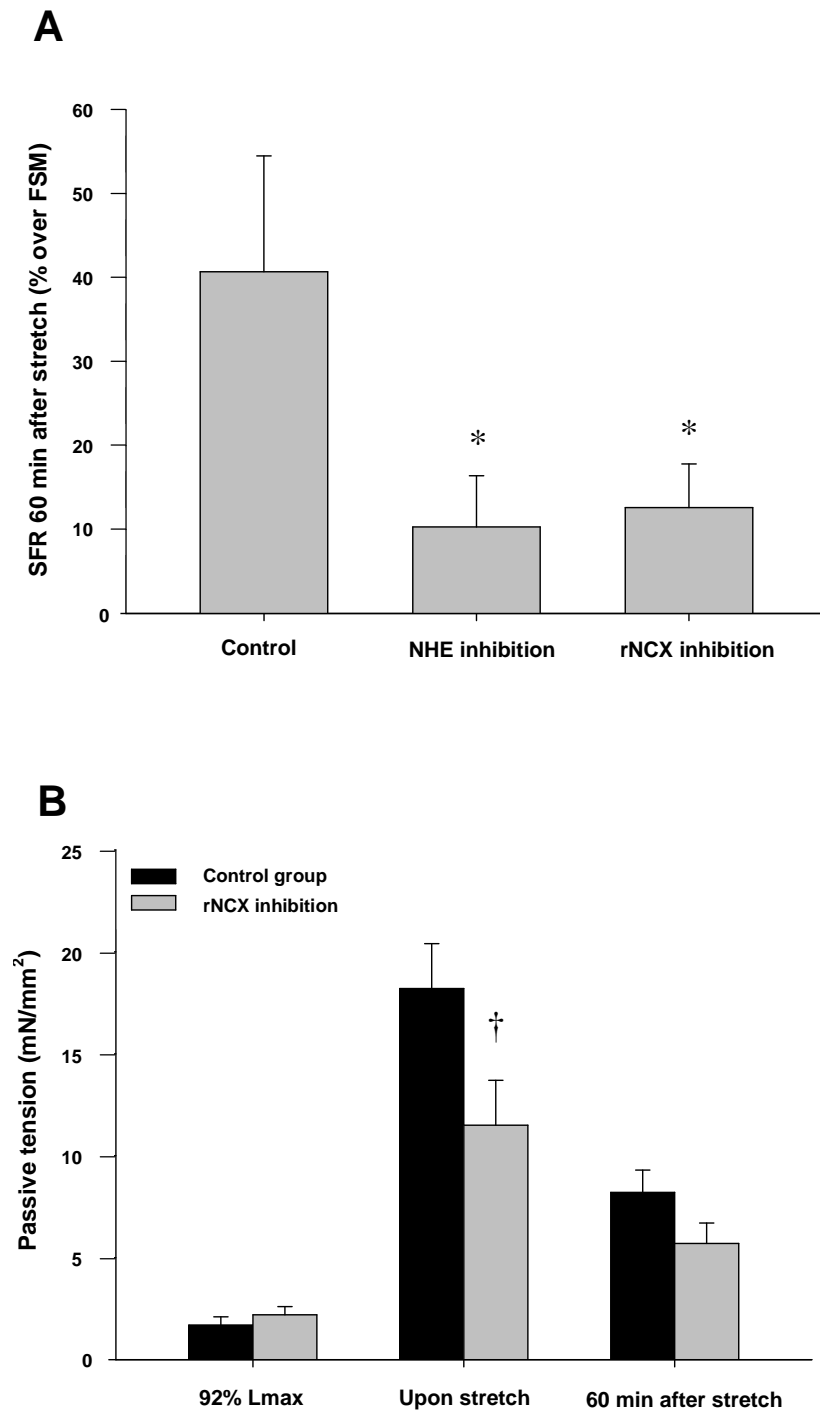 A
SFR 60 min after stretch (% over FSM)
60
50
40
30
20
10
0
*
*
Control
NHE inhibition
rNCX inhibition
B
Passive tension (mN/mm²)
25
20
15
10
5
0
Control group
rNCX inhibition
†
92% Lmax
Upon stretch
60 min after stretch